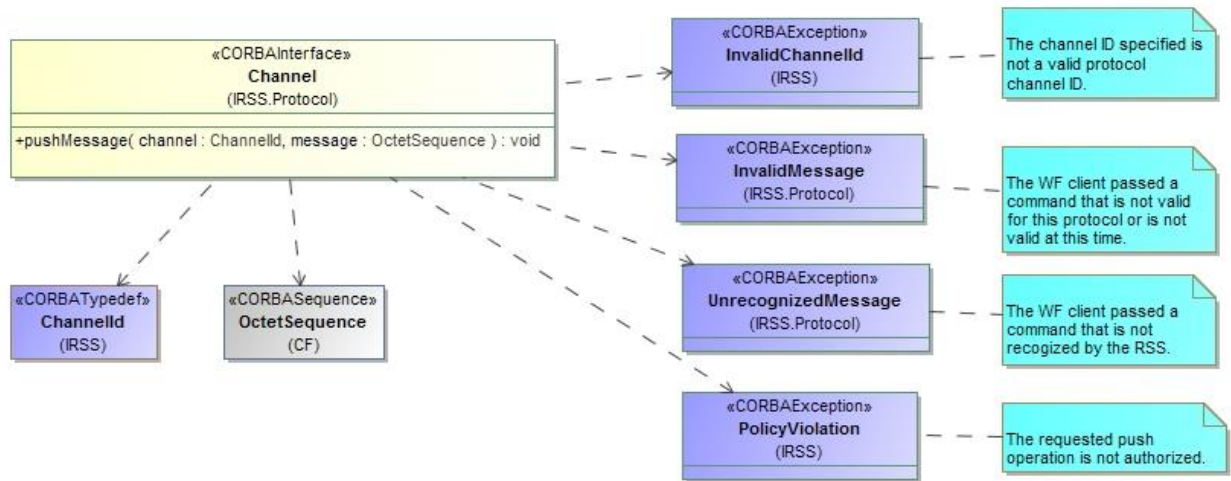 «CORBAInterface»
Channel
(IRSS.Protocol)
+pushMessage( channel : ChannelId, message : OctetSequence ) : void
«CORBATypedef»
ChannelId
(IRSS)
«CORBASequence»
OctetSequence
(CF)
«CORBAException»
InvalidChannelId
(IRSS)
The channel ID specified is
not a valid protocol
channel ID.
«CORBAException»
InvalidMessage
(IRSS.Protocol)
The WF client passed a
command that is not valid
for this protocol or is not
valid at this time.
«CORBAException»
UnrecognizedMessage
(IRSS.Protocol)
The WF client passed a
command that is not
recogized by the RSS.
«CORBAException»
PolicyViolation
(IRSS)
The requested push
operation is not authorized.